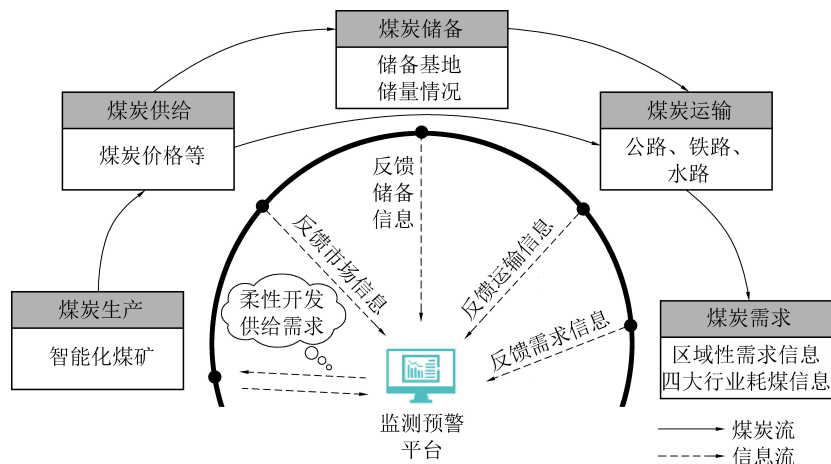 煤炭储备
储备基地
储量情况
煤炭供给
煤炭价格等
煤炭运输
公路、铁路、
水路
反馈
储备
信息
反馈市场信息
反馈运输信息
煤炭生产
智能化煤矿
柔性开发
供给需求
反馈需求信息
煤炭需求
区域性需求信息
四大行业耗煤信息
监测预警
平台
煤炭流
信息流